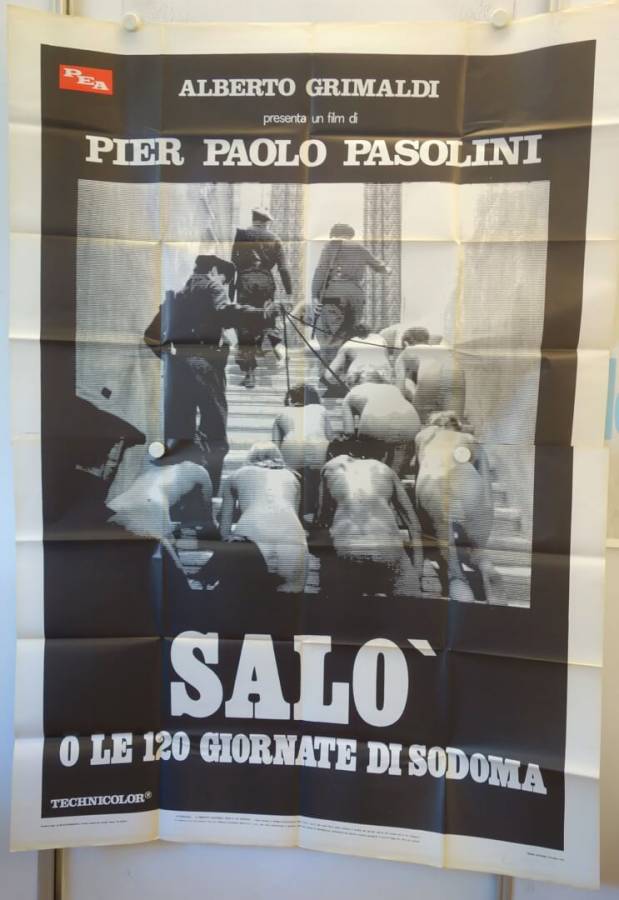 PEA
ALBERTO GRIMALDI
presenta un film di
PIER PAOLO PASOLINI
SALO`
O LE 120 GIORNATE DI SODOMA
TECHNICOLOR®